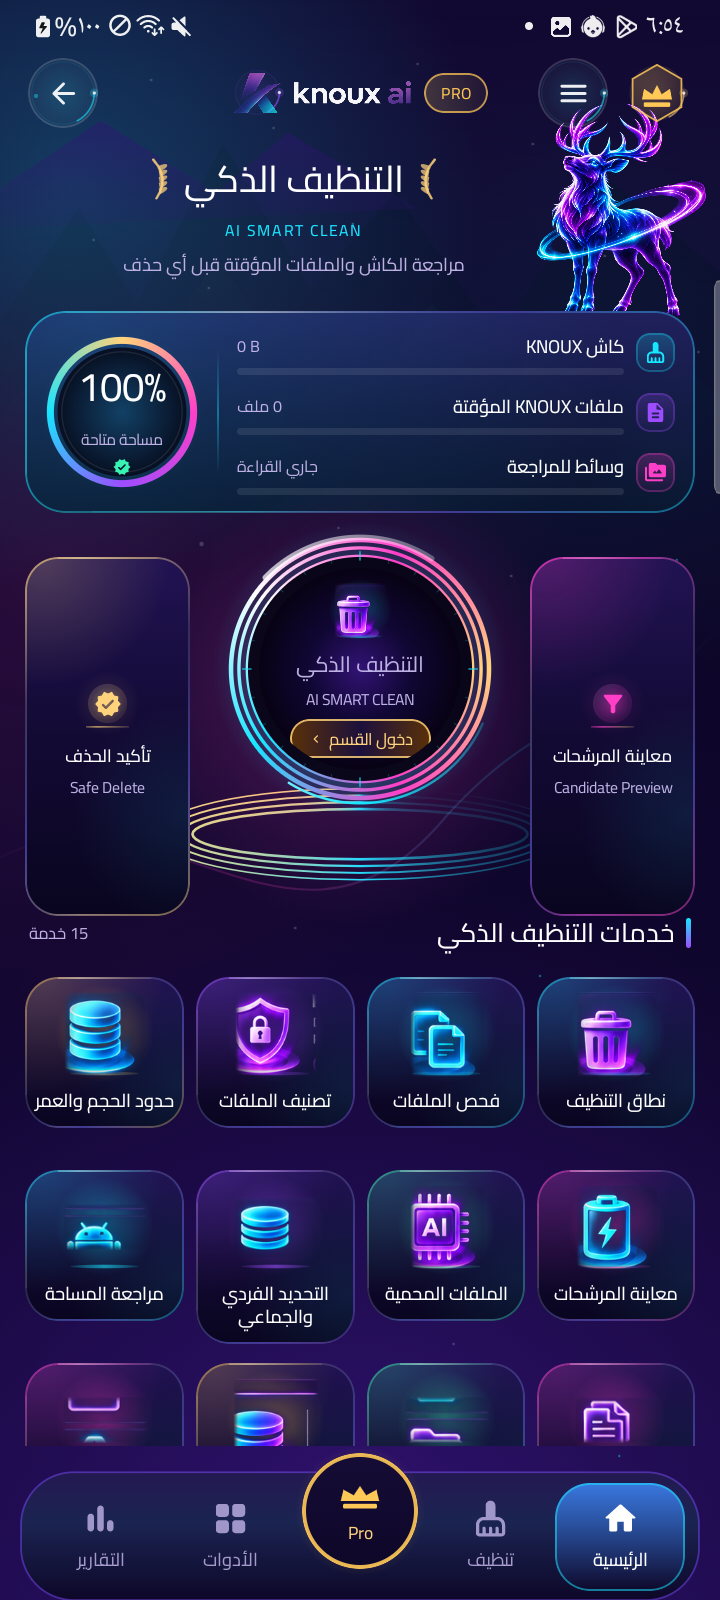 ٦:٥٤
%١٠٠
knoux ai
PRO
التنظيف الذكي
AI SMART CLEAN
مراجعة الكاش والملفات المؤقتة قبل أي حذف
كاش KNOUX
0 B
ملفات KNOUX المؤقتة
0 ملف
وسائط للمراجعة
جاري القراءة
100%
مساحة متاحة
معاينة المرشحات
Candidate Preview
التنظيف الذكي
AI SMART CLEAN
دخول القسم
تأكيد الحذف
Safe Delete
خدمات التنظيف الذكي
15 خدمة
نطاق التنظيف
فحص الملفات
تصنيف الملفات
حدود الحجم والعمر
معاينة المرشحات
AI
الملفات المحمية
التحديد الفردي
والجماعي
مراجعة المساحة
الرئيسية
تنظيف
Pro
الأدوات
التقارير